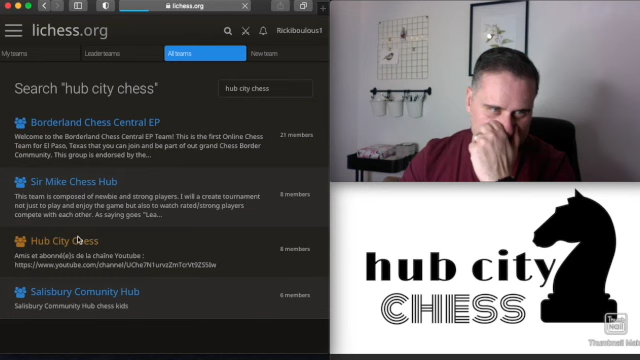 lichess.org
lichess.org
Rickiboulous1
My teams
Leader teams
All teams
New team
Search "hub city chess"
hub city chess
Borderland Chess Central EP
Welcome to the Borderland Chess Central EP Team! This is the first Online Chess
Team for El Paso, Texas that you can join and be part of our grand Chess Border
Community. This group is endorsed by the...
21 members
Sir Mike Chess Hub
This team is composed of newbie and strong players. I will create tournament
not just to play and enjoy the game but also to watch rated/strong players
compete with each other. As saying goes "Lea...
8 members
Hub City Chess
Amis et abonné(e)s de la chaîne Youtube :
8 members
Salisbury Comunity Hub
Salisbury Community Hub chess kids
6 members
hub city
CHESS
Thumb
nail
Thumbnail